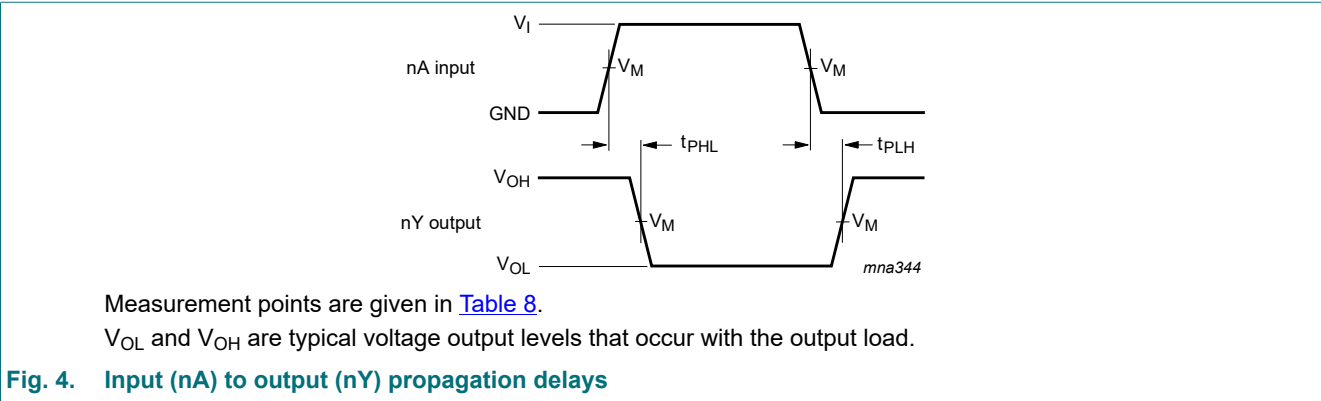 V_I
nA input
V_M
V_M
GND
t_PHL
t_PLH
V_OH
nY output
V_M
V_M
V_OL
mna344
Measurement points are given in Table 8.
V_OL and V_OH are typical voltage output levels that occur with the output load.
Fig. 4. Input (nA) to output (nY) propagation delays